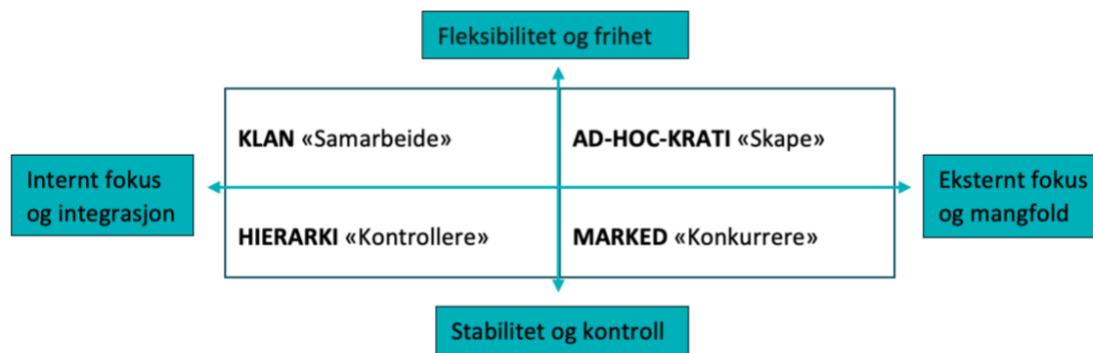 Fleksibilitet og frihet
KLAN «Samarbeide»
AD-HOC-KRATI «Skape»
Internt fokus
og integrasjon
Eksternt fokus
og mangfold
HIERARKI «Kontrollere»
MARKED «Konkurrere»
Stabilitet og kontroll